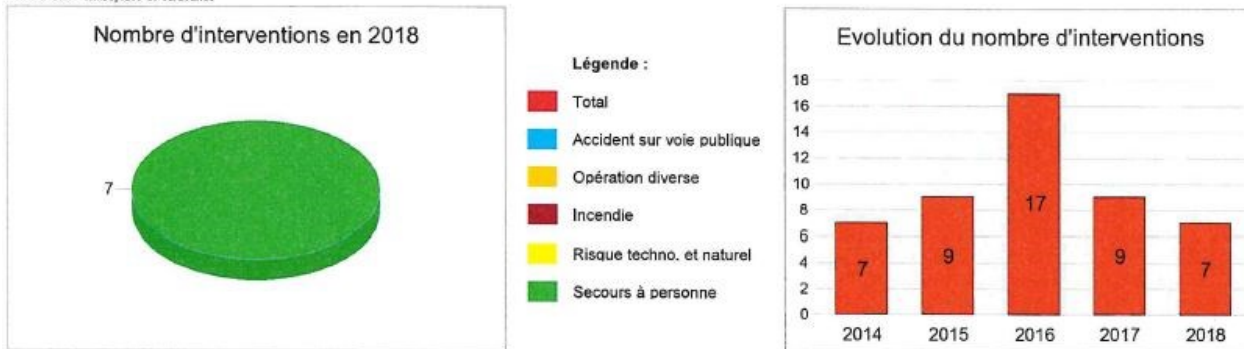 Nombre d'interventions en 2018
7
Légende :
Total
Accident sur voie publique
Opération diverse
Incendie
Risque techno. et naturel
Secours à personne
Evolution du nombre d'interventions
18
16
14
12
10
8
6
4
2
0
7
9
17
9
7
2014
2015
2016
2017
2018